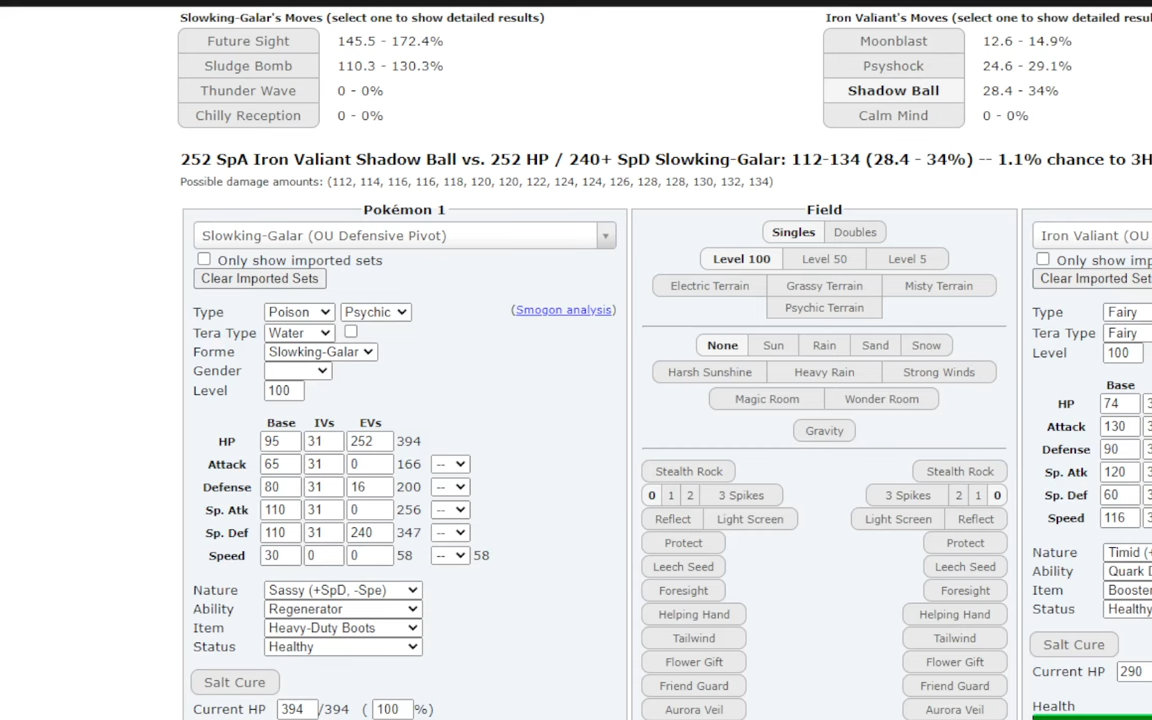 Slowking-Galar's Moves (select one to show detailed results)
Iron Valiant's Moves (select one to show detailed resul
Future Sight 145.5 - 172.4%
Moonblast 12.6 - 14.9%
Sludge Bomb 110.3 - 130.3%
Psyshock 24.6 - 29.1%
Thunder Wave 0 - 0%
Shadow Ball 28.4 - 34%
Chilly Reception 0 - 0%
Calm Mind 0 - 0%
252 SpA Iron Valiant Shadow Ball vs. 252 HP / 240+ SpD Slowking-Galar: 112-134 (28.4 - 34%) -- 1.1% chance to 3H
Possible damage amounts: (112, 114, 116, 116, 118, 120, 120, 122, 124, 124, 126, 128, 128, 130, 132, 134)
Pokémon 1
Slowking-Galar (OU Defensive Pivot)
Only show imported sets
Clear Imported Sets
Type Poison Psychic (Smogon analysis)
Tera Type Water
Forme Slowking-Galar
Gender
Level 100
Base IVs EVs
HP 95 31 252 394
Attack 65 31 0 166 --
Defense 80 31 16 200 --
Sp. Atk 110 31 0 256 --
Sp. Def 110 31 240 347 --
Speed 30 0 0 58 -- 58
Nature Sassy (+SpD, -Spe)
Ability Regenerator
Item Heavy-Duty Boots
Status Healthy
Salt Cure
Current HP 394 /394 ( 100 %)
Field
Singles Doubles
Level 100 Level 50 Level 5
Electric Terrain Grassy Terrain Misty Terrain
Psychic Terrain
None Sun Rain Sand Snow
Harsh Sunshine Heavy Rain Strong Winds
Magic Room Wonder Room
Gravity
Stealth Rock Stealth Rock
0 1 2 3 Spikes 3 Spikes 2 1 0
Reflect Light Screen Light Screen Reflect
Protect Protect
Leech Seed Leech Seed
Foresight Foresight
Helping Hand Helping Hand
Tailwind Tailwind
Flower Gift Flower Gift
Friend Guard Friend Guard
Aurora Veil Aurora Veil
Iron Valiant (OU
Only show imp
Clear Imported Set
Type Fairy
Tera Type Fairy
Level 100
Base
HP 74 3
Attack 130 3
Defense 90 3
Sp. Atk 120 3
Sp. Def 60 3
Speed 116 3
Nature Timid (+
Ability Quark D
Item Booster
Status Healthy
Salt Cure
Current HP 290
Health